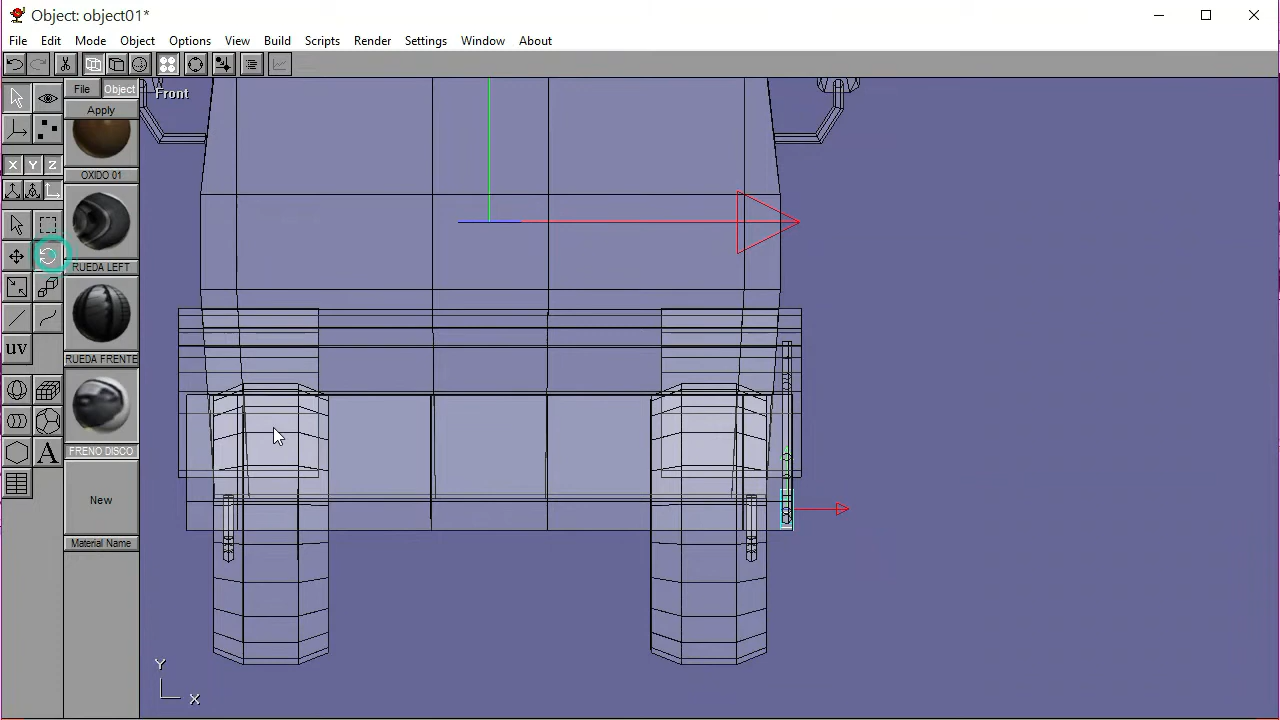 Object: object01*
File Edit Mode Object Options View Build Scripts Render Settings Window About
File Object
Apply
Front
OXIDO 01
X Y Z
RUEDA LEFT
RUEDA FRENTE
uv
FRENO DISCO
A
New
Material Name
Y
X